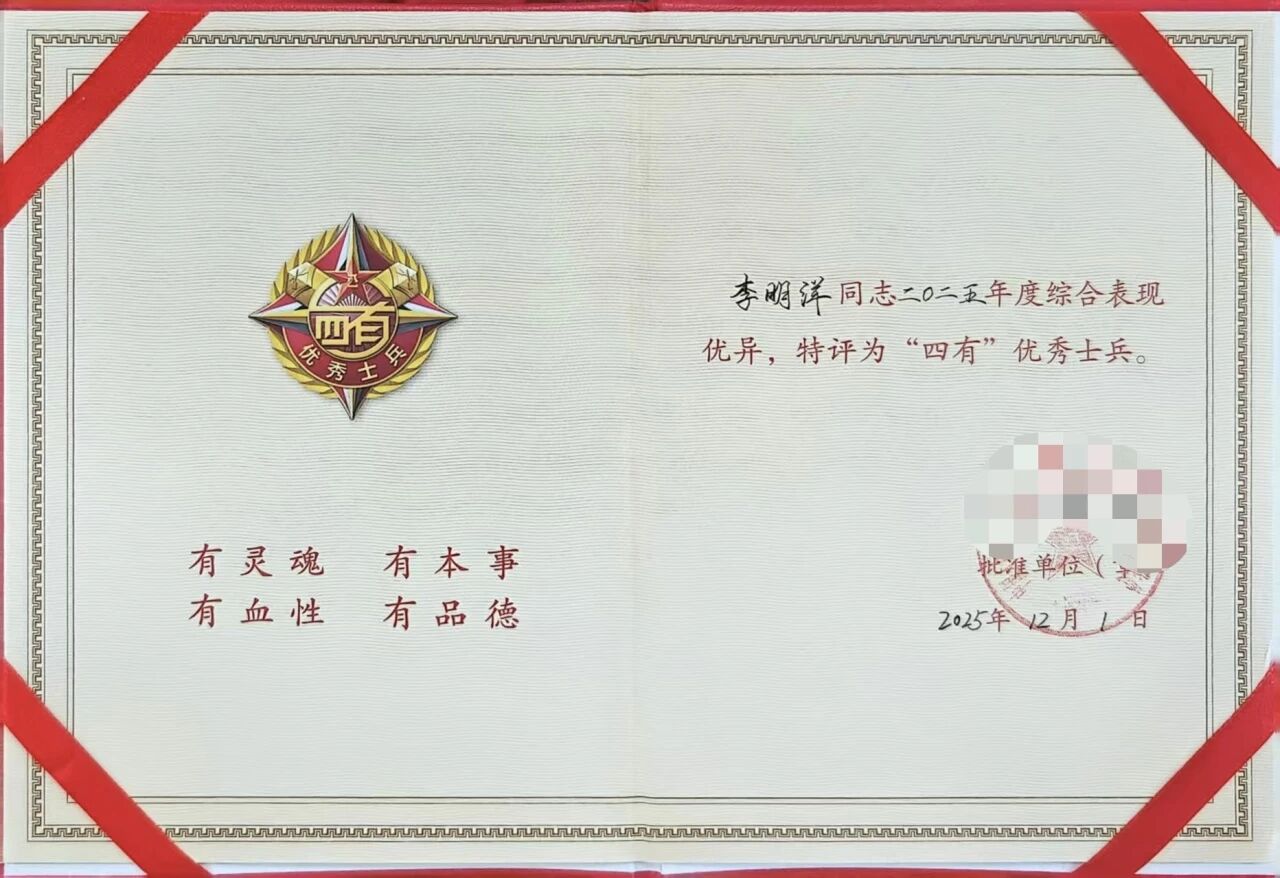 四有
优秀士兵
有灵魂 有本事
有血性 有品德
李明洋同志二〇二五年度综合表现
优异，特评为“四有”优秀士兵。
批准单位（
2025年 12月 1日